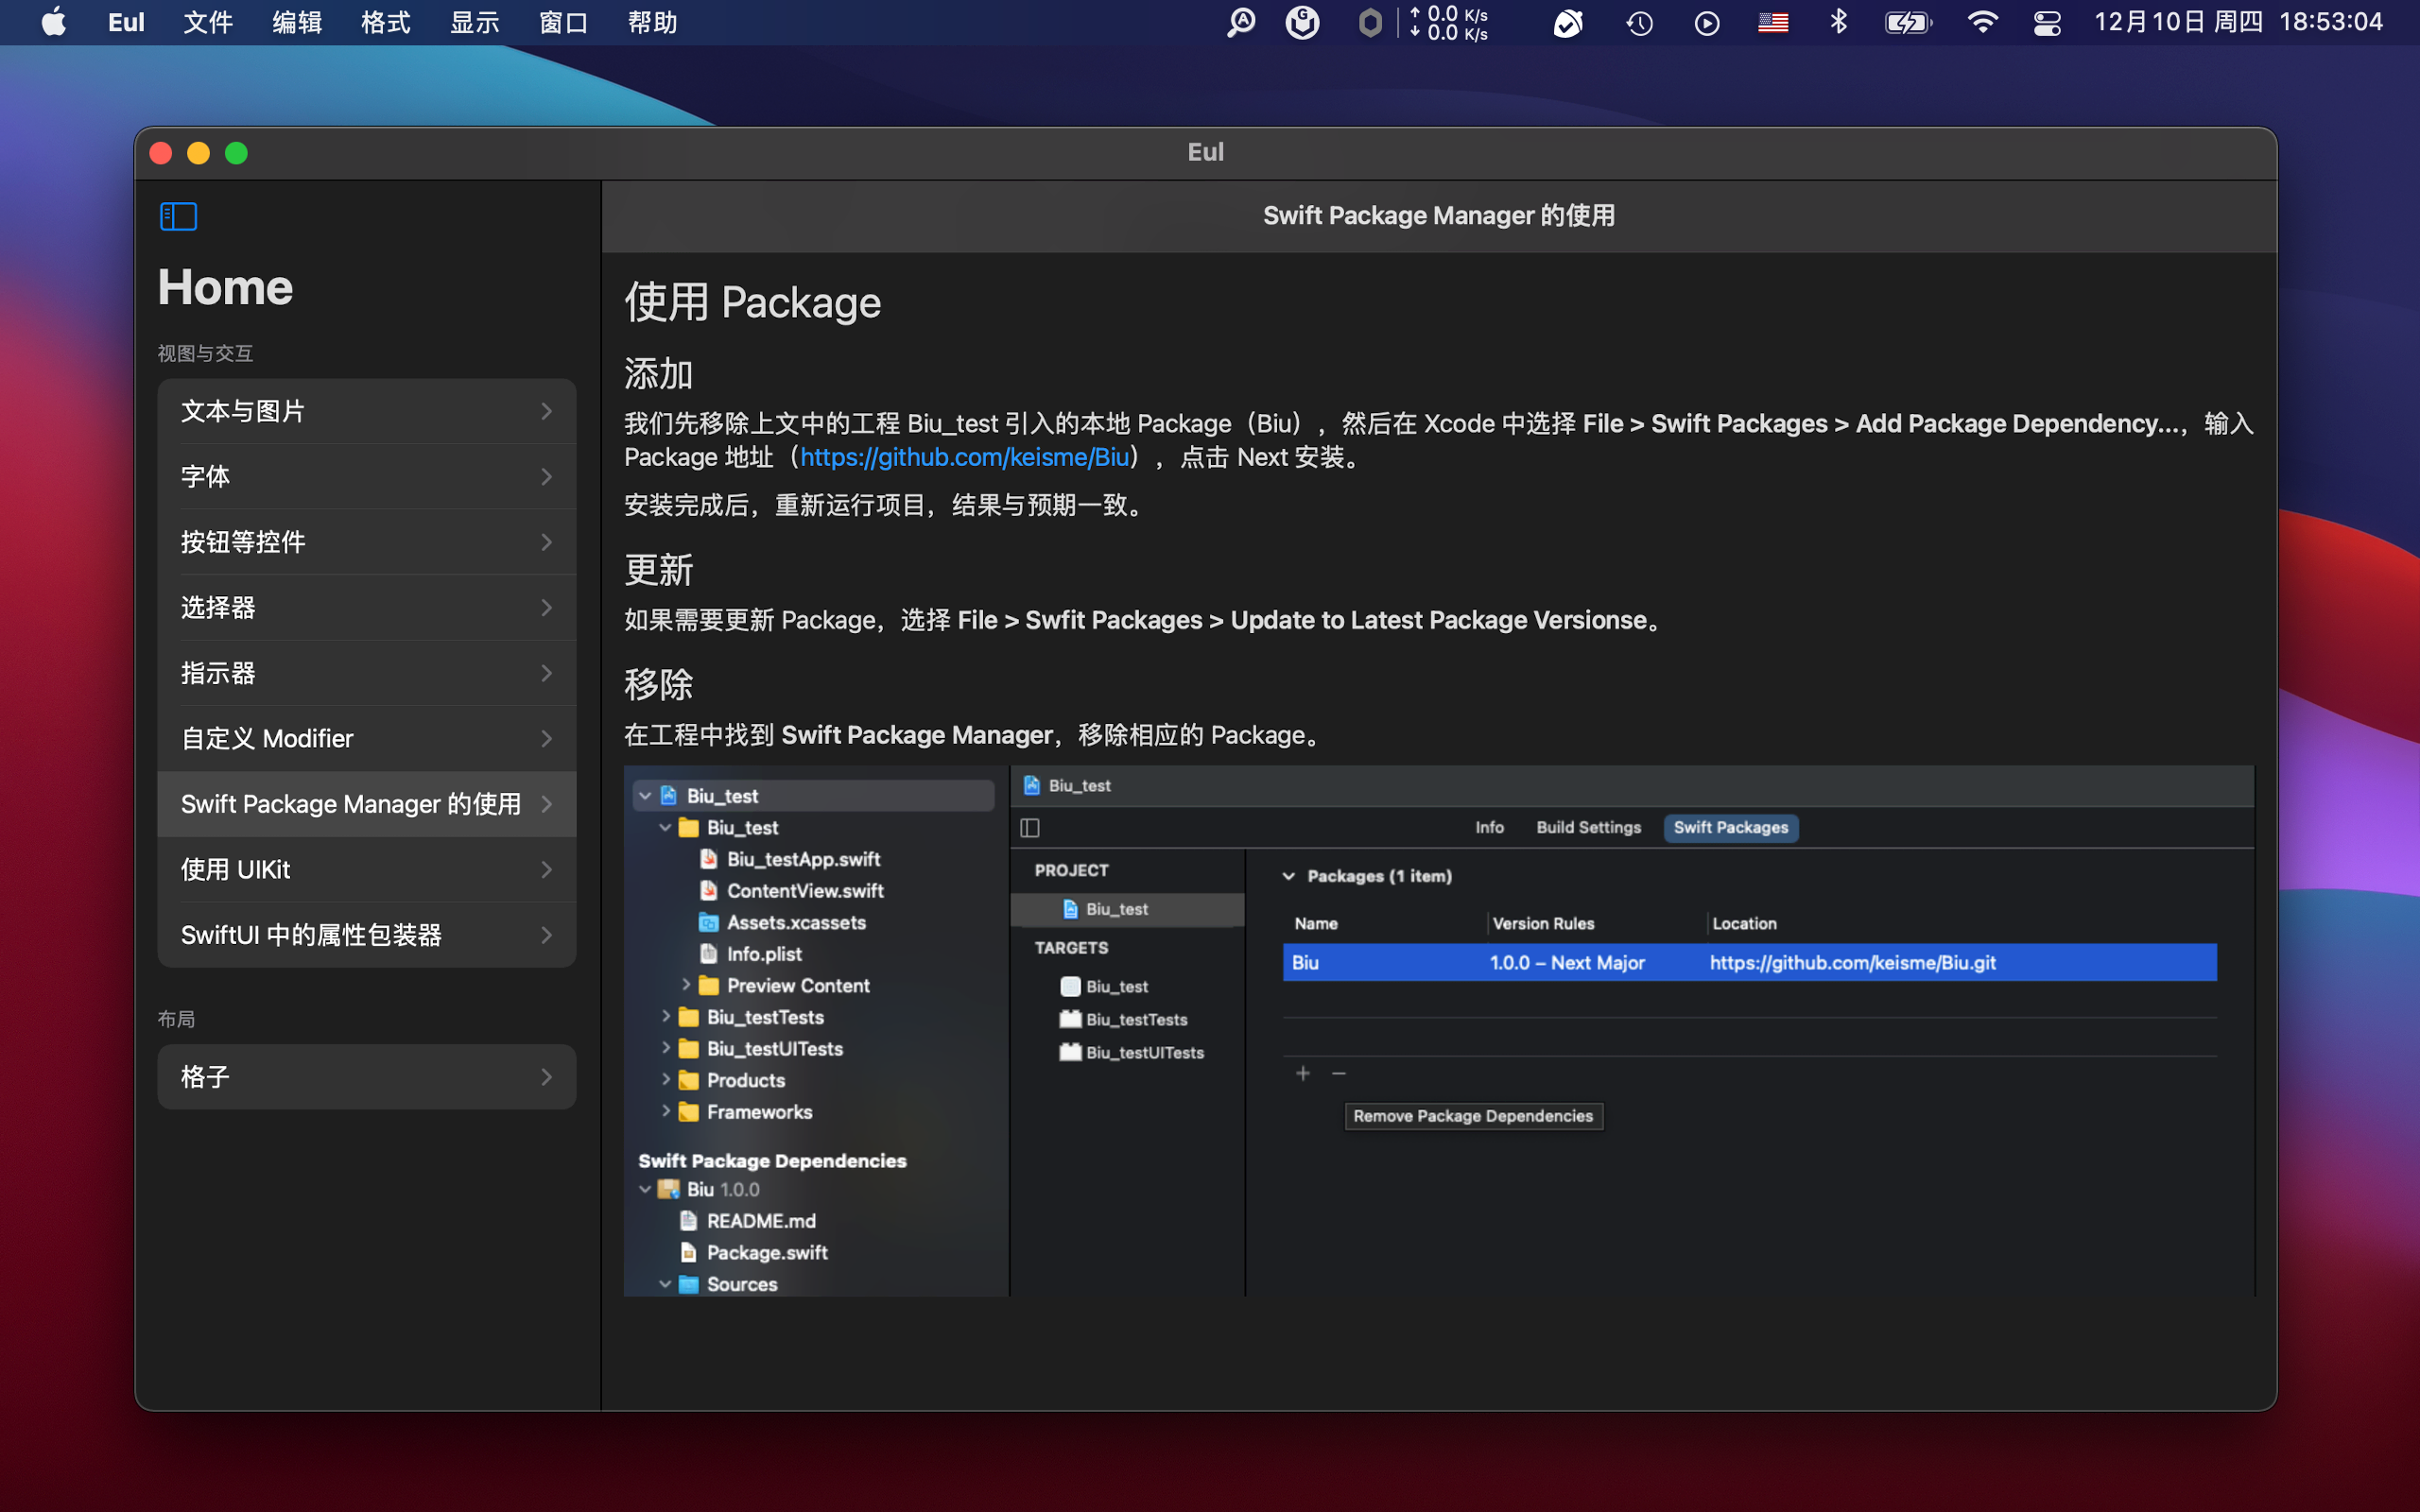 Eul 文件 编辑 格式 显示 窗口 帮助
0.0 K/s
0.0 K/s
12月10日 周四 18:53:04
Eul
Home
视图与交互
文本与图片
字体
按钮等控件
选择器
指示器
自定义 Modifier
Swift Package Manager 的使用
使用 UIKit
SwiftUI 中的属性包装器
布局
格子
Swift Package Manager 的使用
使用 Package
添加
我们先移除上文中的工程 Biu_test 引入的本地 Package（Biu），然后在 Xcode 中选择 File > Swift Packages > Add Package Dependency...，输入
Package 地址（https://github.com/keisme/Biu），点击 Next 安装。
安装完成后，重新运行项目，结果与预期一致。
更新
如果需要更新 Package，选择 File > Swfit Packages > Update to Latest Package Versionse。
移除
在工程中找到 Swift Package Manager，移除相应的 Package。
Biu_test
Biu_test
Biu_testApp.swift
ContentView.swift
Assets.xcassets
Info.plist
Preview Content
Biu_testTests
Biu_testUITests
Products
Frameworks
Swift Package Dependencies
Biu 1.0.0
README.md
Package.swift
Sources
Biu_test
Info Build Settings Swift Packages
PROJECT
Biu_test
TARGETS
Biu_test
Biu_testTests
Biu_testUITests
Packages (1 item)
Name Version Rules Location
Biu 1.0.0 – Next Major https://github.com/keisme/Biu.git
Remove Package Dependencies